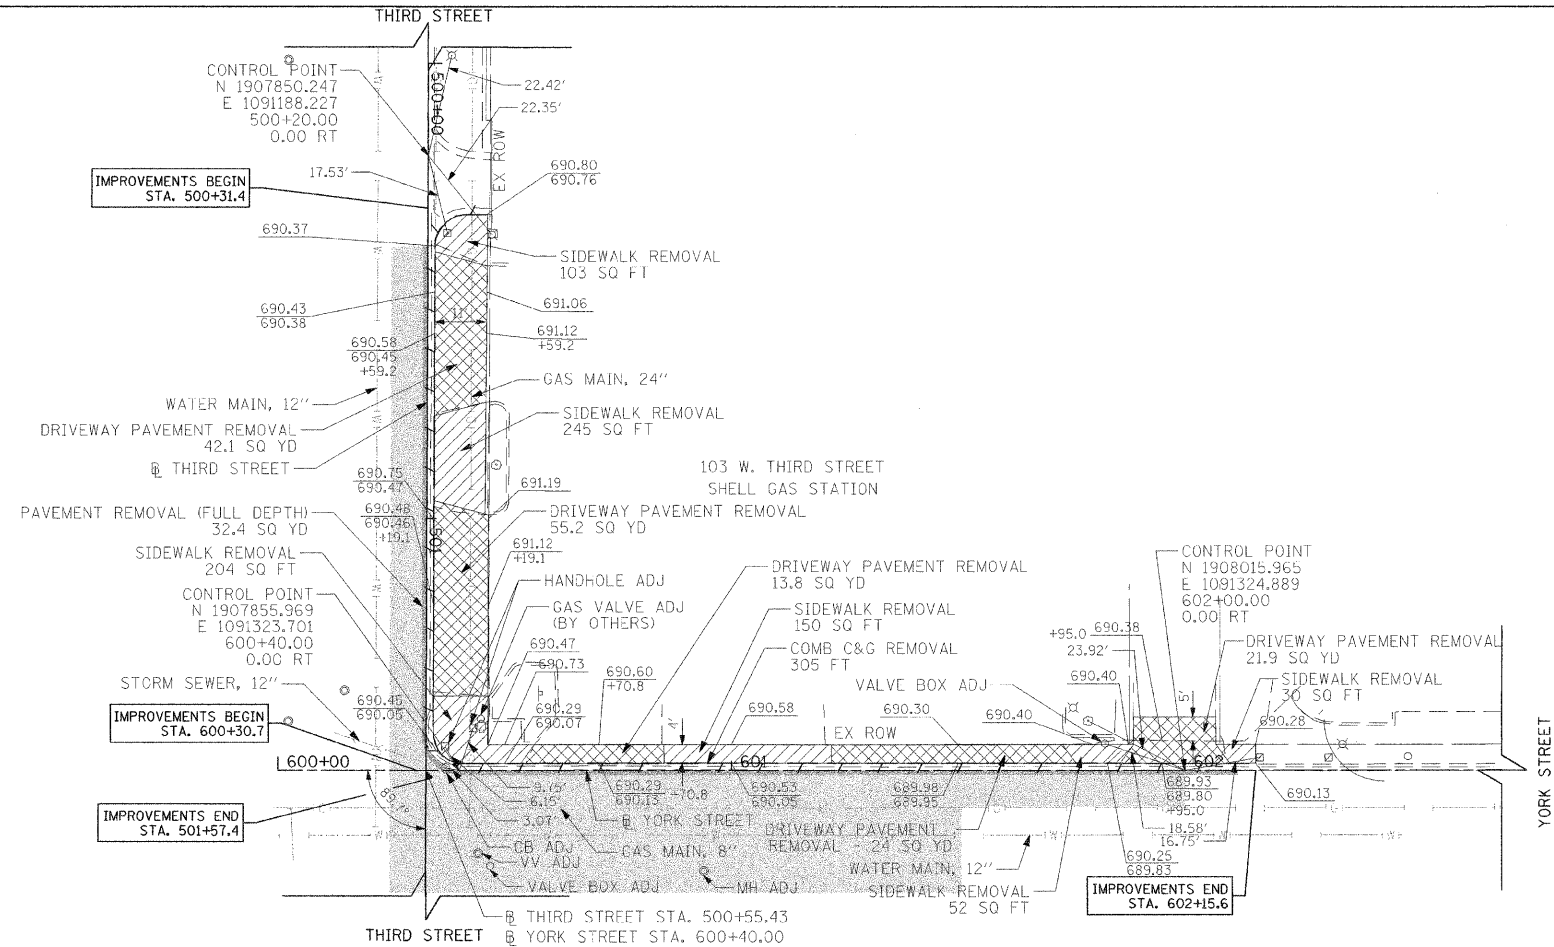 THIRD STREET
CONTROL POINT
N 1907850.247
E 1091188.227
500+20.00
0.00 RT
22.42'
22.35'
500+00
EX ROW
17.53'
690.80
690.76
IMPROVEMENTS BEGIN
STA. 500+31.4
690.37
SIDEWALK REMOVAL
103 SQ FT
690.43
690.38
11'
691.06
691.12
+59.2
690.58
690.45
+59.2
GAS MAIN, 24"
WATER MAIN, 12"
SIDEWALK REMOVAL
245 SQ FT
DRIVEWAY PAVEMENT REMOVAL
42.1 SQ YD
THIRD STREET
103 W. THIRD STREET
SHELL GAS STATION
690.75
690.47
691.19
690.48
690.46
+19.1
501
PAVEMENT REMOVAL (FULL DEPTH)
32.4 SQ YD
DRIVEWAY PAVEMENT REMOVAL
55.2 SQ YD
691.12
+19.1
SIDEWALK REMOVAL
204 SQ FT
HANDHOLE ADJ
CONTROL POINT
N 1907855.969
E 1091323.701
600+40.00
0.00 RT
GAS VALVE ADJ
(BY OTHERS)
DRIVEWAY PAVEMENT REMOVAL
13.8 SQ YD
SIDEWALK REMOVAL
150 SQ FT
COMB C&G REMOVAL
305 FT
CONTROL POINT
N 1908015.965
E 1091324.889
602+00.00
0.00 RT
+95.0
690.38
23.92'
DRIVEWAY PAVEMENT REMOVAL
21.9 SQ YD
SIDEWALK REMOVAL
30 SQ FT
STORM SEWER, 12"
690.47
690.73
690.60
+70.8
VALVE BOX ADJ
690.40
5'
690.45
690.05
690.29
690.07
690.58
690.30
690.40
690.28
IMPROVEMENTS BEGIN
STA. 600+30.7
4'
EX ROW
600+00
601
602
89.7°
9.75'
6.15'
3.07'
690.29
690.13
+70.8
690.53
690.05
689.98
689.95
689.93
689.80
+95.0
690.13
YORK STREET
IMPROVEMENTS END
STA. 501+57.4
YORK STREET
DRIVEWAY PAVEMENT
REMOVAL - 24 SQ YD
18.58'
16.75'
CB ADJ
VV ADJ
GAS MAIN, 8"
690.25
689.83
WATER MAIN, 12"
VALVE BOX ADJ
MH ADJ
SIDEWALK REMOVAL
52 SQ FT
IMPROVEMENTS END
STA. 602+15.6
THIRD STREET STA. 500+55.43
THIRD STREET
YORK STREET STA. 600+40.00